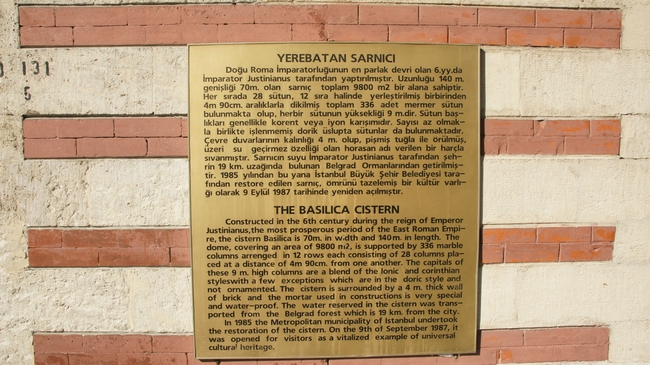 131
5
YEREBATAN SARNICI
Doğu Roma İmparatorluğunun en parlak devri olan 6.yy.da
İmparator Justinianus tarafından yaptırılmıştır. Uzunluğu 140 m.
genişliği 70m. olan sarnıç toplam 9800 m2 bir alana sahiptir.
Her sırada 28 sütun, 12 sıra halinde yerleştirilmiş birbirinden
4m 90cm. aralıklarla dikilmiş toplam 336 adet mermer sütun
bulunmakta olup, herbir sütunun yüksekliği 9 m.dir. Sütun baş-
lıkları genellikle korent veya iyon karışımıdır. Sayısı az olmak-
la birlikte işlenmemiş dorik uslupta sütunlar da bulunmaktadır.
Çevre duvarlarının kalınlığı 4 m. olup, pişmiş tuğla ile örülmüş,
üzeri su geçirmez özelliği olan horasan adı verilen bir harçla
sıvanmıştır. Sarnıcın suyu İmparator Justinianus tarafından şeh-
rin 19 km. uzağında bulunan Belgrad Ormanlarından getirilmiş-
tir. 1985 yılından bu yana İstanbul Büyük Şehir Belediyesi tara-
fından restore edilen sarnıç, ömrünü tazelemiş bir kültür varlı-
ğı olarak 9 Eylül 1987 tarihinde yeniden açılmıştır.
THE BASILICA CISTERN
Constructed in the 6th century during the reign of Emperor
Justinianus,the most prosperous period of the East Roman Empi-
re, the cistern Basilica is 70m. in w.dth and 140m. in length. The
dome, covering an area of 9800 m2, is supported by 336 marble
columns arranged in 12 rows each consisting of 28 columns pla-
ced at a distance of 4m 90cm. from one another. The capitals of
these 9 m. high columns are a blend of the Ionic and corinthian
styleswith a few exceptions which are in the doric style and
not ornamented. The cistern is surrounded by a 4 m. thick wall
of brick and the mortar used in constructions is very special
and water-proof. The water reserved in the cistern was trans-
ported from the Belgrad forest which is 19 km. from the city.
In 1985 the Metropolitan municipality of Istanbul undertook
the restoration of the cistern. On the 9th of September 1987, it
was opened for visitors as a vitalized example of universal
cultural heritage.